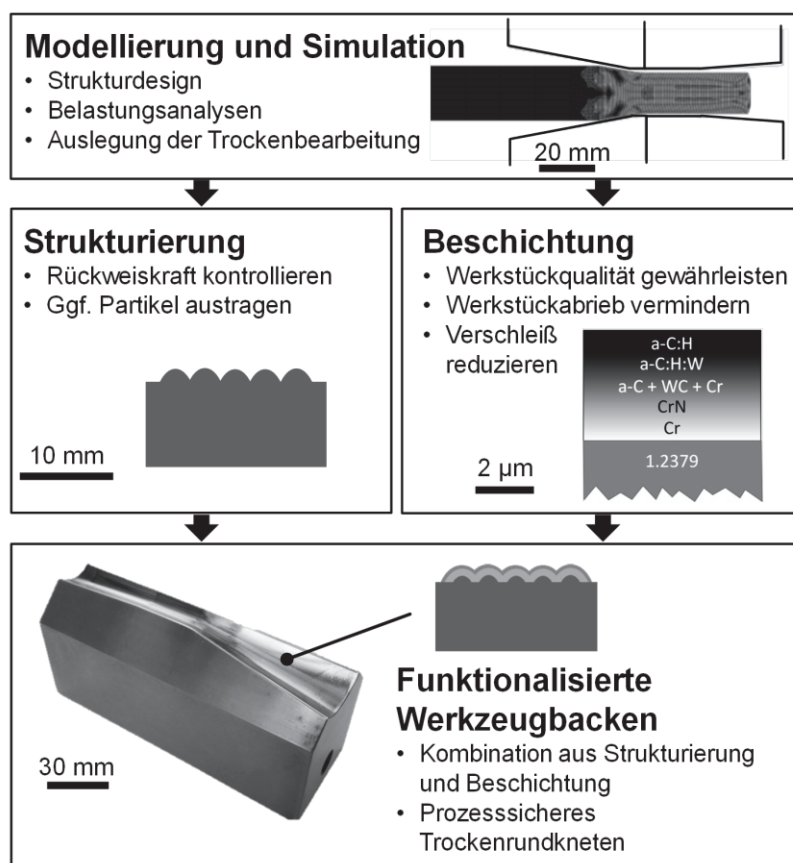 Modellierung und Simulation
• Strukturdesign
• Belastungsanalysen
• Auslegung der Trockenbearbeitung
20 mm
Strukturierung
• Rückweiskraft kontrollieren
• Ggf. Partikel austragen
10 mm
Beschichtung
• Werkstückqualität gewährleisten
• Werkstückabrieb vermindern
• Verschleiß
reduzieren
a-C:H
a-C:H:W
a-C + WC + Cr
CrN
Cr
1.2379
2 µm
30 mm
Funktionalisierte
Werkzeugbacken
• Kombination aus Strukturierung
und Beschichtung
• Prozesssicheres
Trockenrundkneten